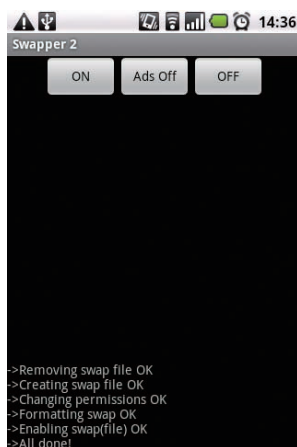 14:36
Swapper 2
ON Ads Off OFF
->Removing swap file OK
->Creating swap file OK
->Changing permissions OK
->Formatting swap OK
->Enabling swap(file) OK
->All done!